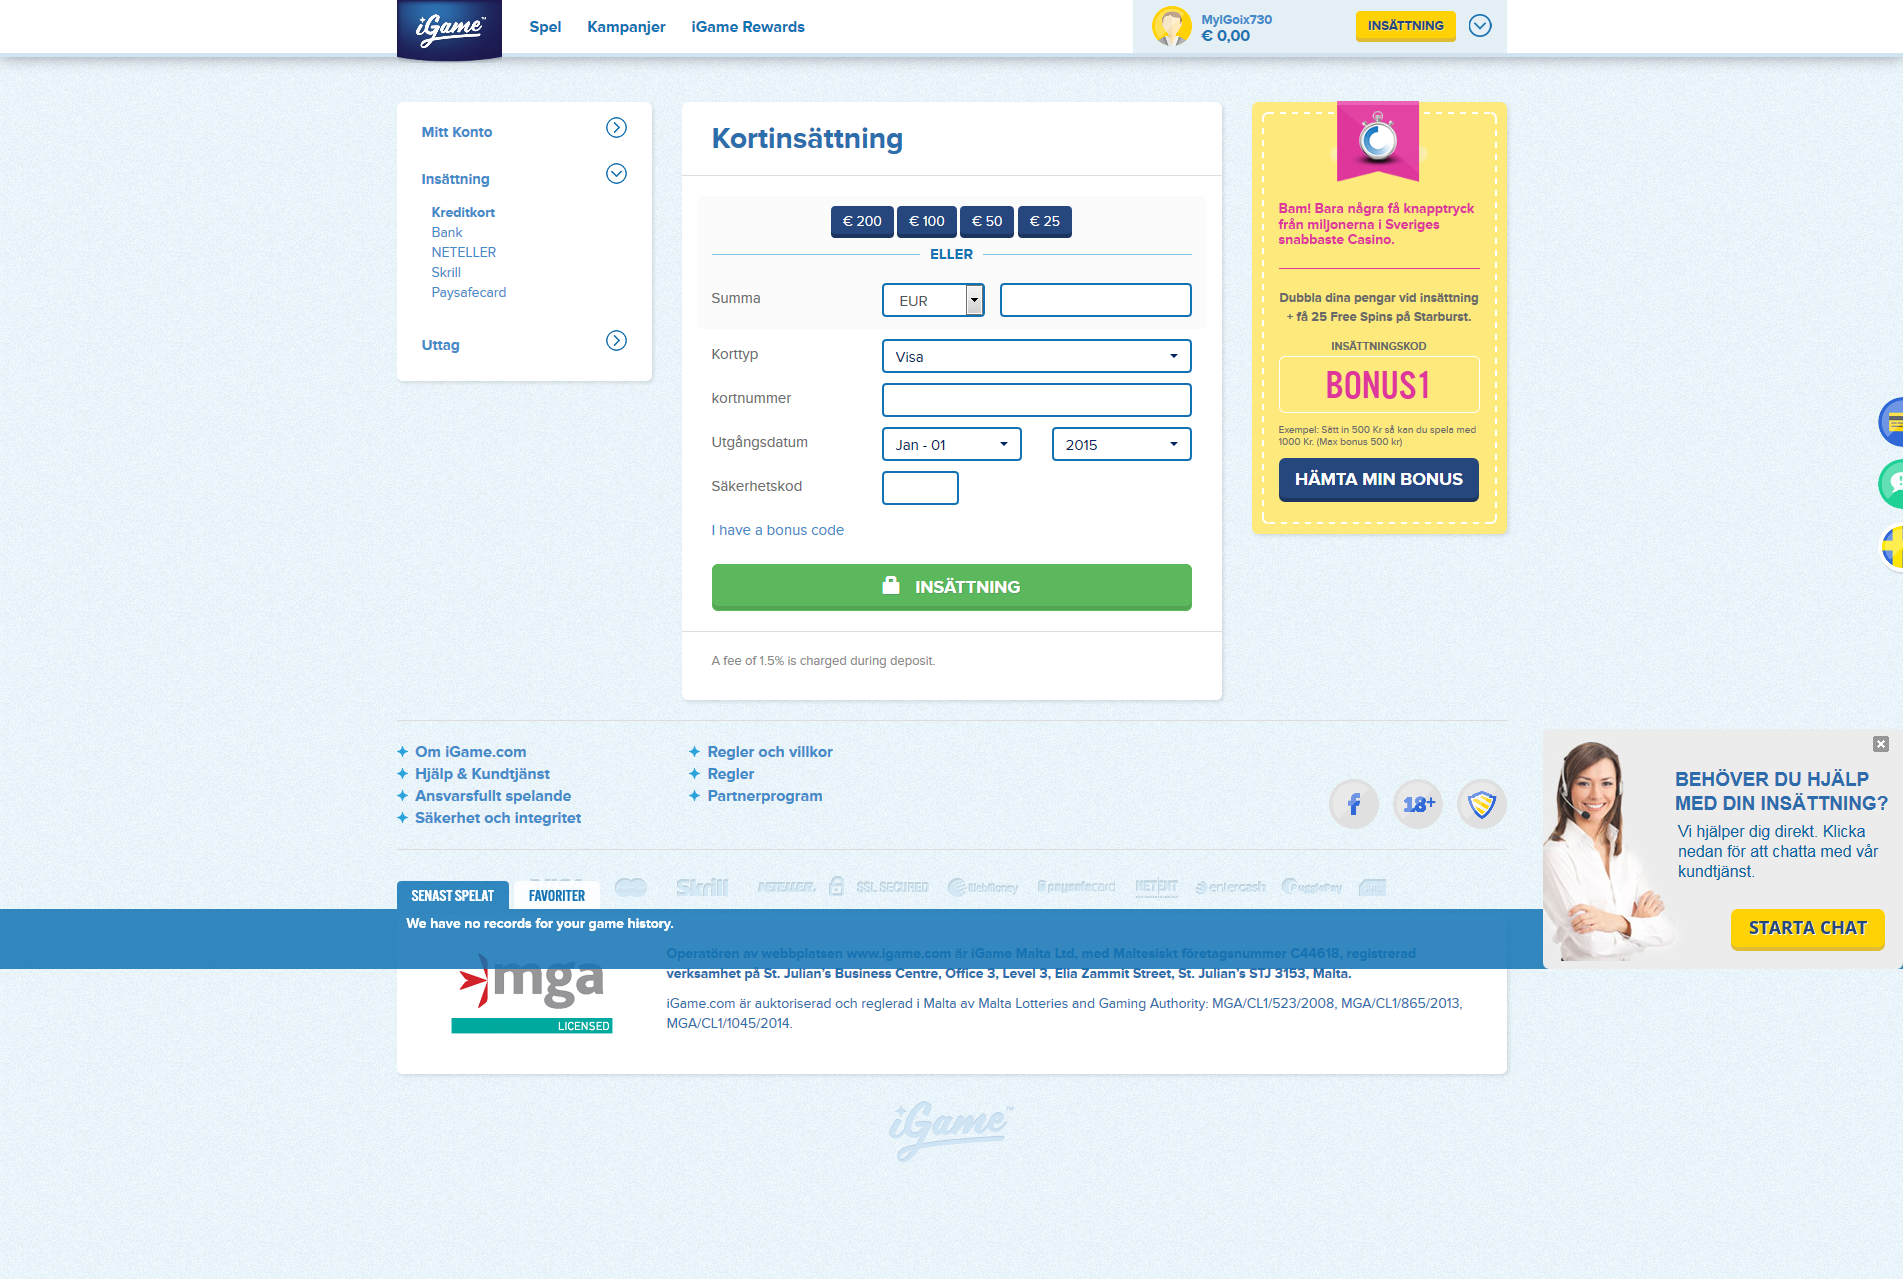 iGame™
Spel
Kampanjer
iGame Rewards
MyIGoix730
€ 0,00
INSÄTTNING
Mitt Konto
Insättning
Kreditkort
Bank
NETELLER
Skrill
Paysafecard
Uttag
Kortinsättning
€ 200
€ 100
€ 50
€ 25
ELLER
Summa
EUR
Korttyp
Visa
kortnummer
Utgångsdatum
Jan - 01
2015
Säkerhetskod
I have a bonus code
INSÄTTNING
A fee of 1.5% is charged during deposit.
Bam! Bara några få knapptryck
från miljonerna i Sveriges
snabbaste Casino.
Dubbla dina pengar vid insättning
+ få 25 Free Spins på Starburst.
INSÄTTNINGSKOD
BONUS1
Exempel: Sätt in 500 Kr så kan du spela med
1000 Kr. (Max bonus 500 kr)
HÄMTA MIN BONUS
Om iGame.com
Hjälp & Kundtjänst
Ansvarsfullt spelande
Säkerhet och integritet
Regler och villkor
Regler
Partnerprogram
f
18+
BEHÖVER DU HJÄLP
MED DIN INSÄTTNING?
Vi hjälper dig direkt. Klicka
nedan för att chatta med vår
kundtjänst.
STARTA CHAT
Skrill
NETELLER
SSL SECURED
WebMoney
paysafecard
NETENT
entercash
PugglePay
SENAST SPELAT
FAVORITER
We have no records for your game history.
mga
LICENSED
Operatören av webbplatsen www.igame.com är iGame Malta Ltd, med Maltesiskt företagsnummer C44618, registrerad
verksamhet på St. Julian's Business Centre, Office 3, Level 3, Elia Zammit Street, St. Julian's STJ 3153, Malta.
iGame.com är auktoriserad och reglerad i Malta av Malta Lotteries and Gaming Authority: MGA/CL1/523/2008, MGA/CL1/865/2013,
MGA/CL1/1045/2014.
iGame™